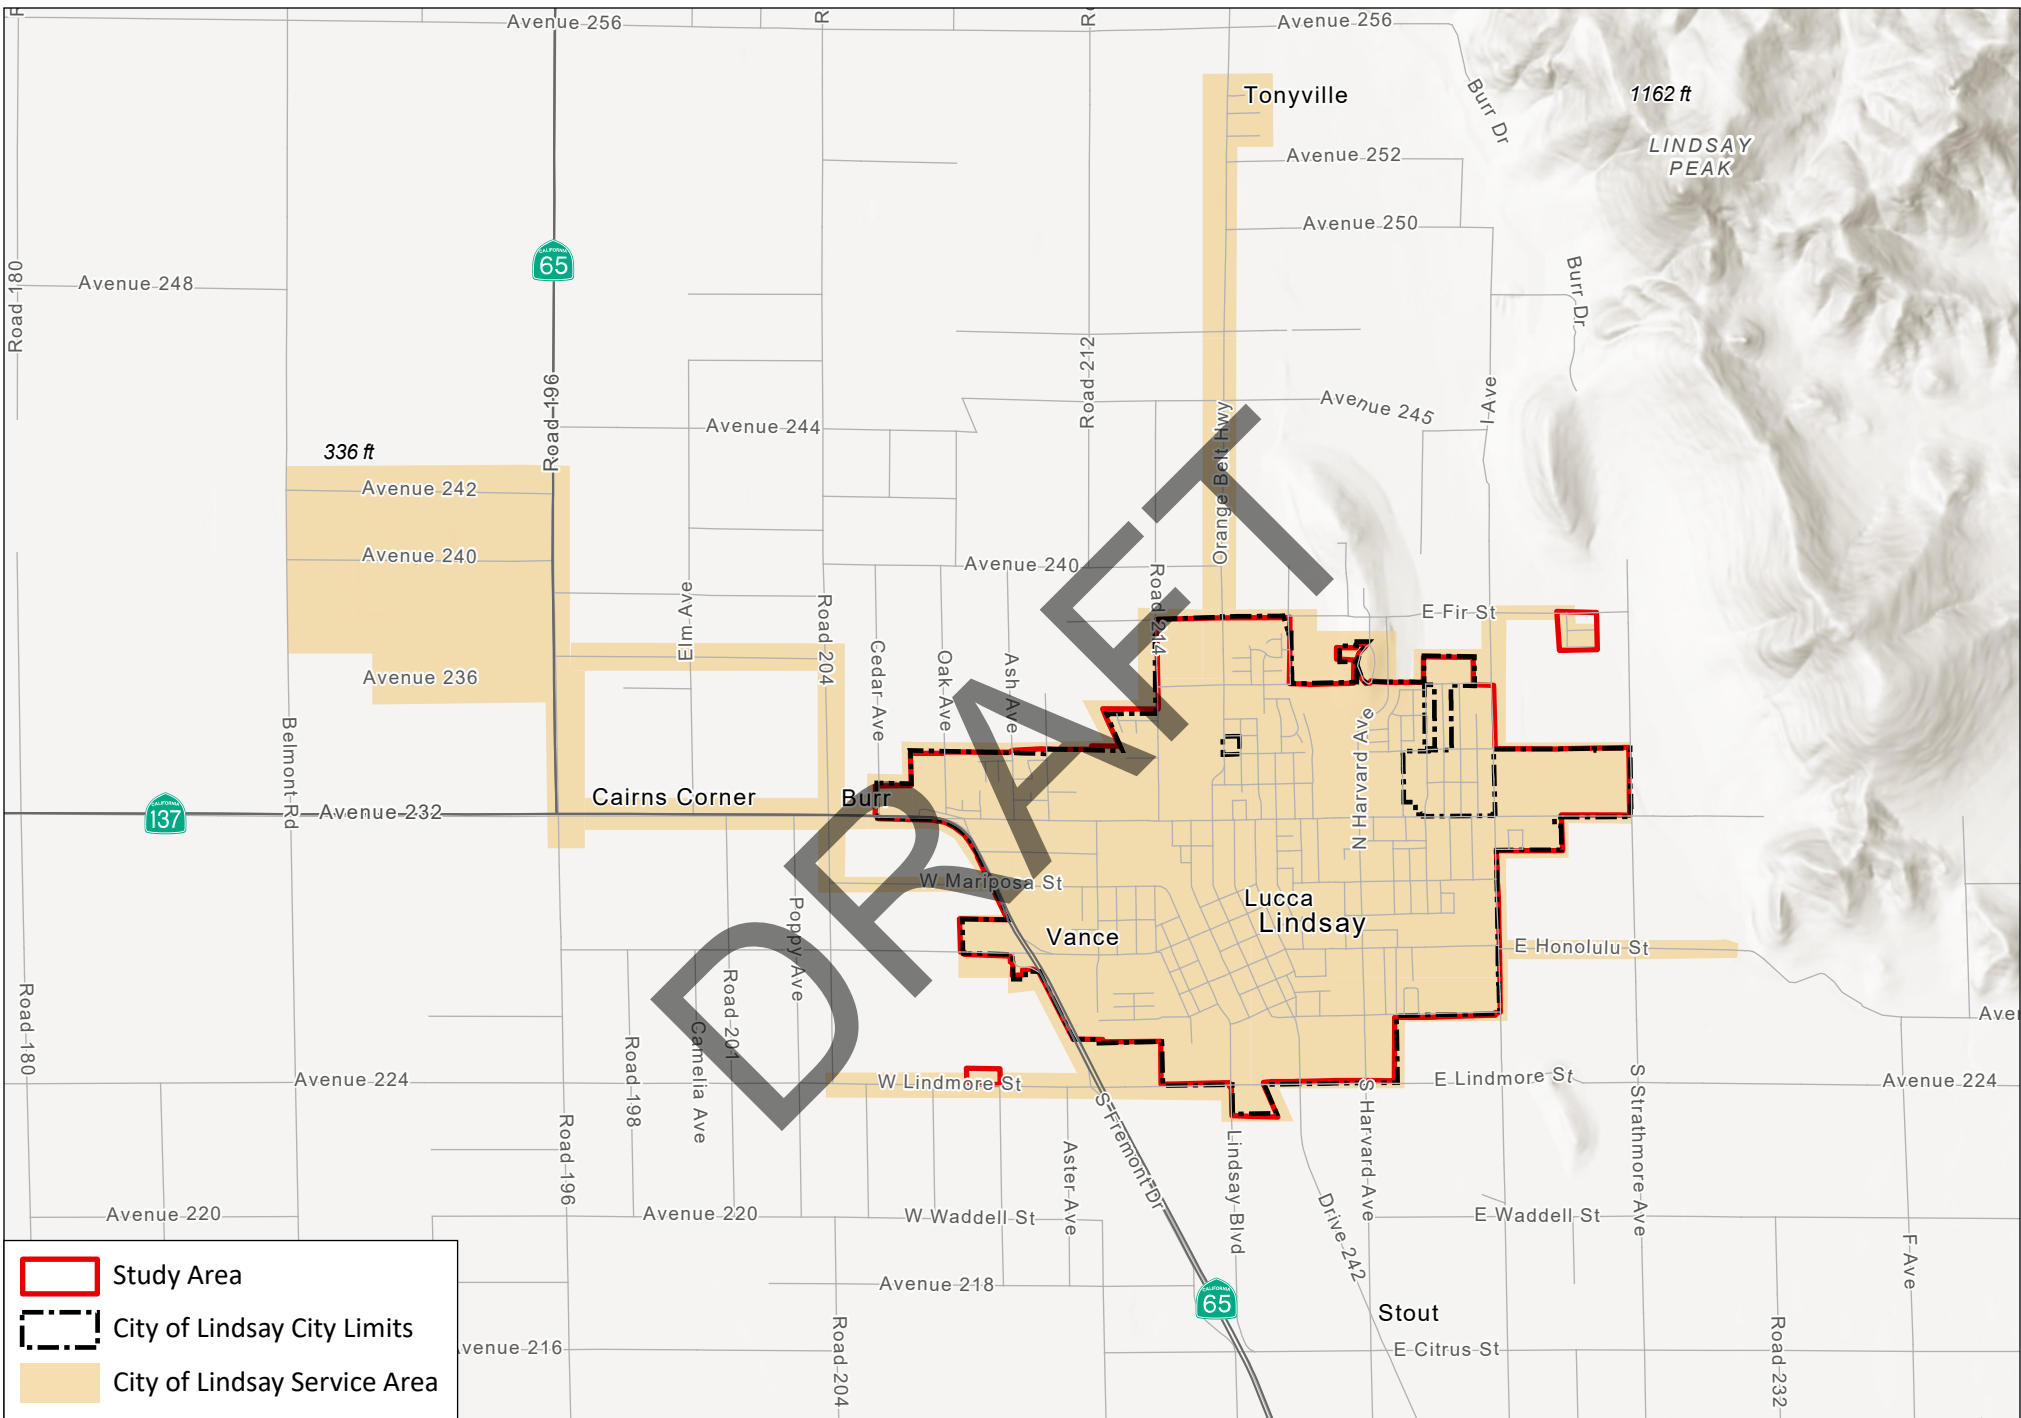 Avenue 256
Avenue 256
R
Tonyville
Burr Dr
1162 ft
LINDSAY
PEAK
Avenue 252
Avenue 250
CALIFORNIA
65
Road 180
Avenue 248
Burr Dr
Road 212
Road 196
Avenue 245
I Ave
Avenue 244
Orange Belt Hwy
336 ft
Avenue 242
Avenue 240
Avenue 240
Road 214
Elm Ave
Road 204
E Fir St
Cedar Ave
Oak Ave
Ash Ave
Avenue 236
Belmont Rd
N Harvard Ave
Cairns Corner
Burr
CALIFORNIA
137
Avenue 232
W Mariposa St
Lucca
Lindsay
Vance
Poppy Ave
E Honolulu St
DRAFT
Road 180
Road 201
Camelia Ave
Road 198
Aven
Avenue 224
W Lindmore St
E Lindmore St
Avenue 224
S Strathmore Ave
S Harvard Ave
S Fremont Dr
Road 196
Aster Ave
Lindsay Blvd
Drive 242
Avenue 220
Avenue 220
W Waddell St
E Waddell St
F Ave
Study Area
Avenue 218
CALIFORNIA
65
Stout
City of Lindsay City Limits
venue 216
Road 204
E Citrus St
Road 232
City of Lindsay Service Area